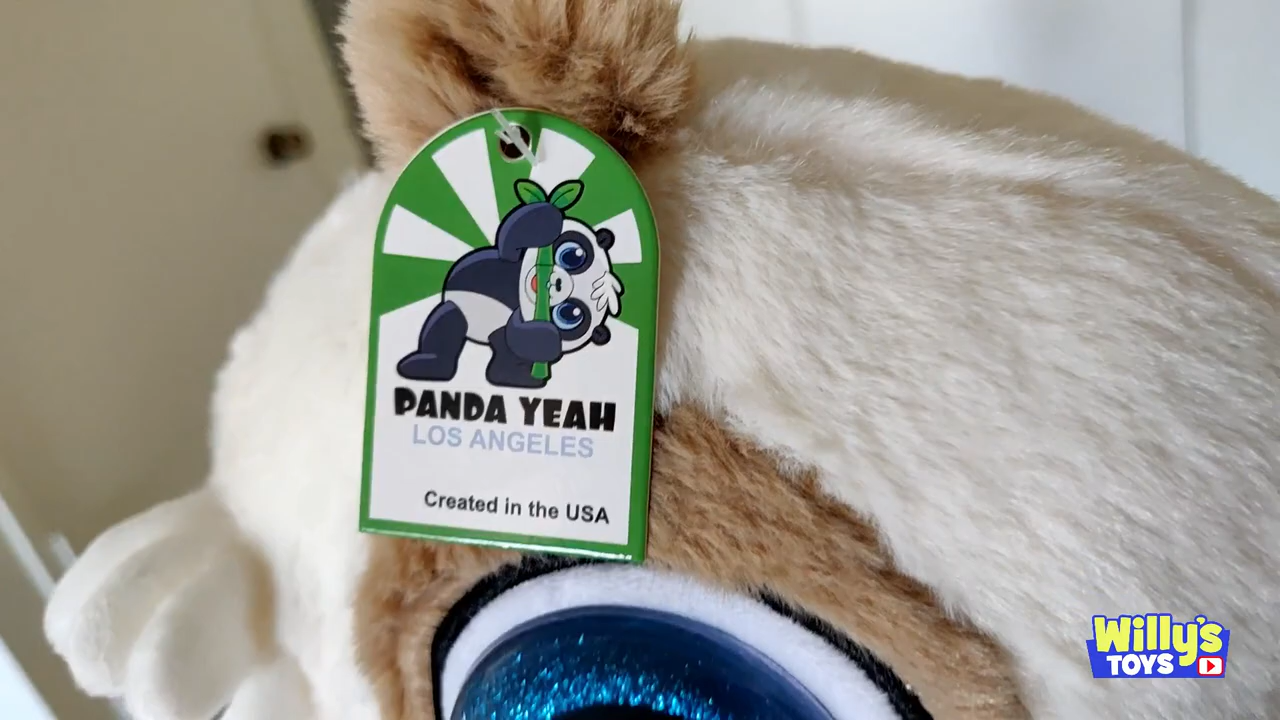 PANDA YEAH
LOS ANGELES
Created in the USA
Willy's
TOYS